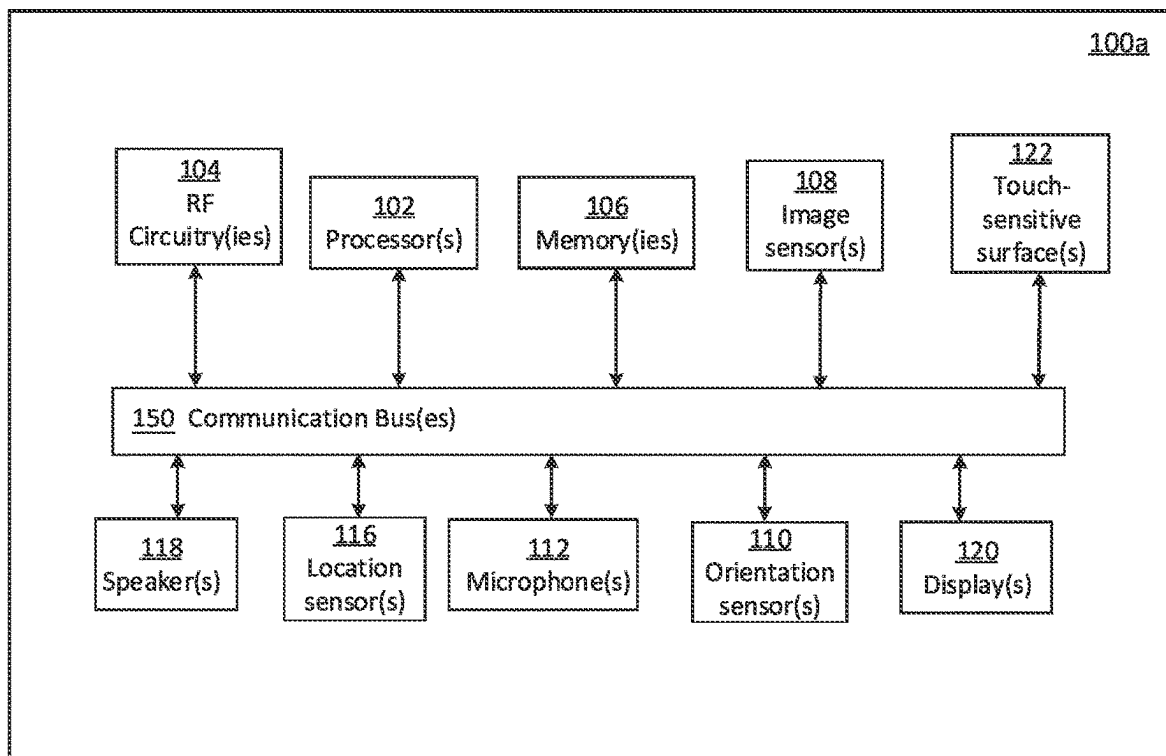 100a
104
RF
Circuitry(ies)
102
Processor(s)
106
Memory(ies)
108
Image
sensor(s)
122
Touch-
sensitive
surface(s)
150 Communication Bus(es)
118
Speaker(s)
116
Location
sensor(s)
112
Microphone(s)
110
Orientation
sensor(s)
120
Display(s)